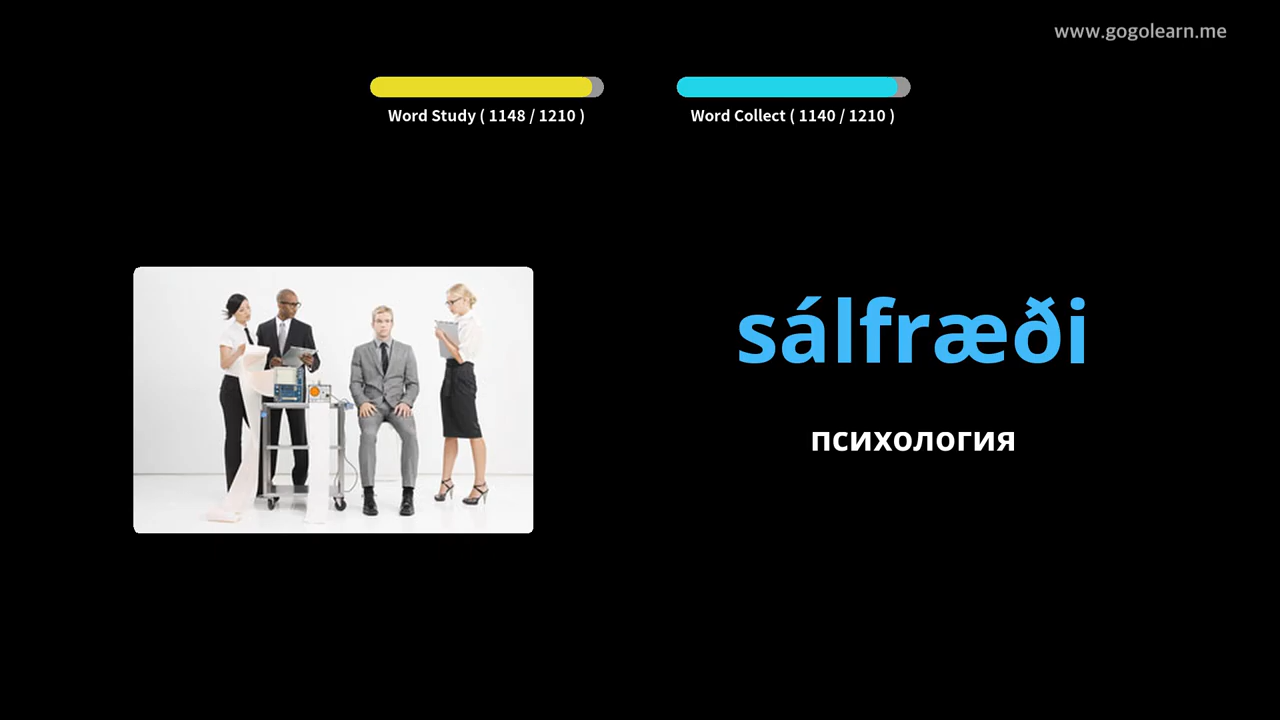 www.gogolearn.me
Word Study ( 1148 / 1210 )
Word Collect ( 1140 / 1210 )
sálfræði
психология